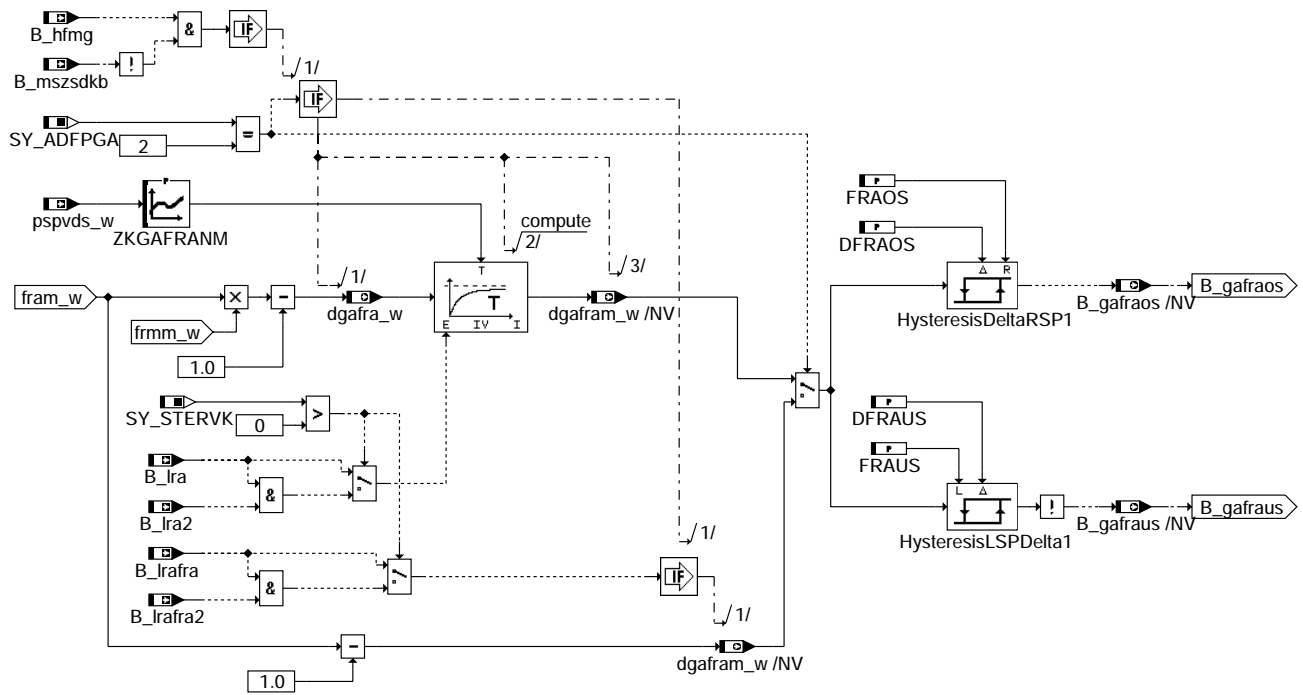 B_hfmg
&
IF
B_mszsdkb
!
/1/
IF
SY_ADFPGA
2
=
P
pspvds_w
ZKGAFRANM
compute
2/
/1/
/3/
T
T
E IV I
fram_w
×
-
dgafra_w
dgafram_w /NV
frmm_w
1.0
SY_STERVK
0
>
B_lra
&
B_lra2
B_lrafra
&
B_lrafra2
/1/
IF
/1/
-
dgafram_w /NV
1.0
P
FRAOS
P
DFRAOS
Δ R
HysteresisDeltaRSP1
B_gafraos /NV
B_gafraos
P
DFRAUS
P
FRAUS
L Δ
!
HysteresisLSPDelta1
B_gafraus /NV
B_gafraus